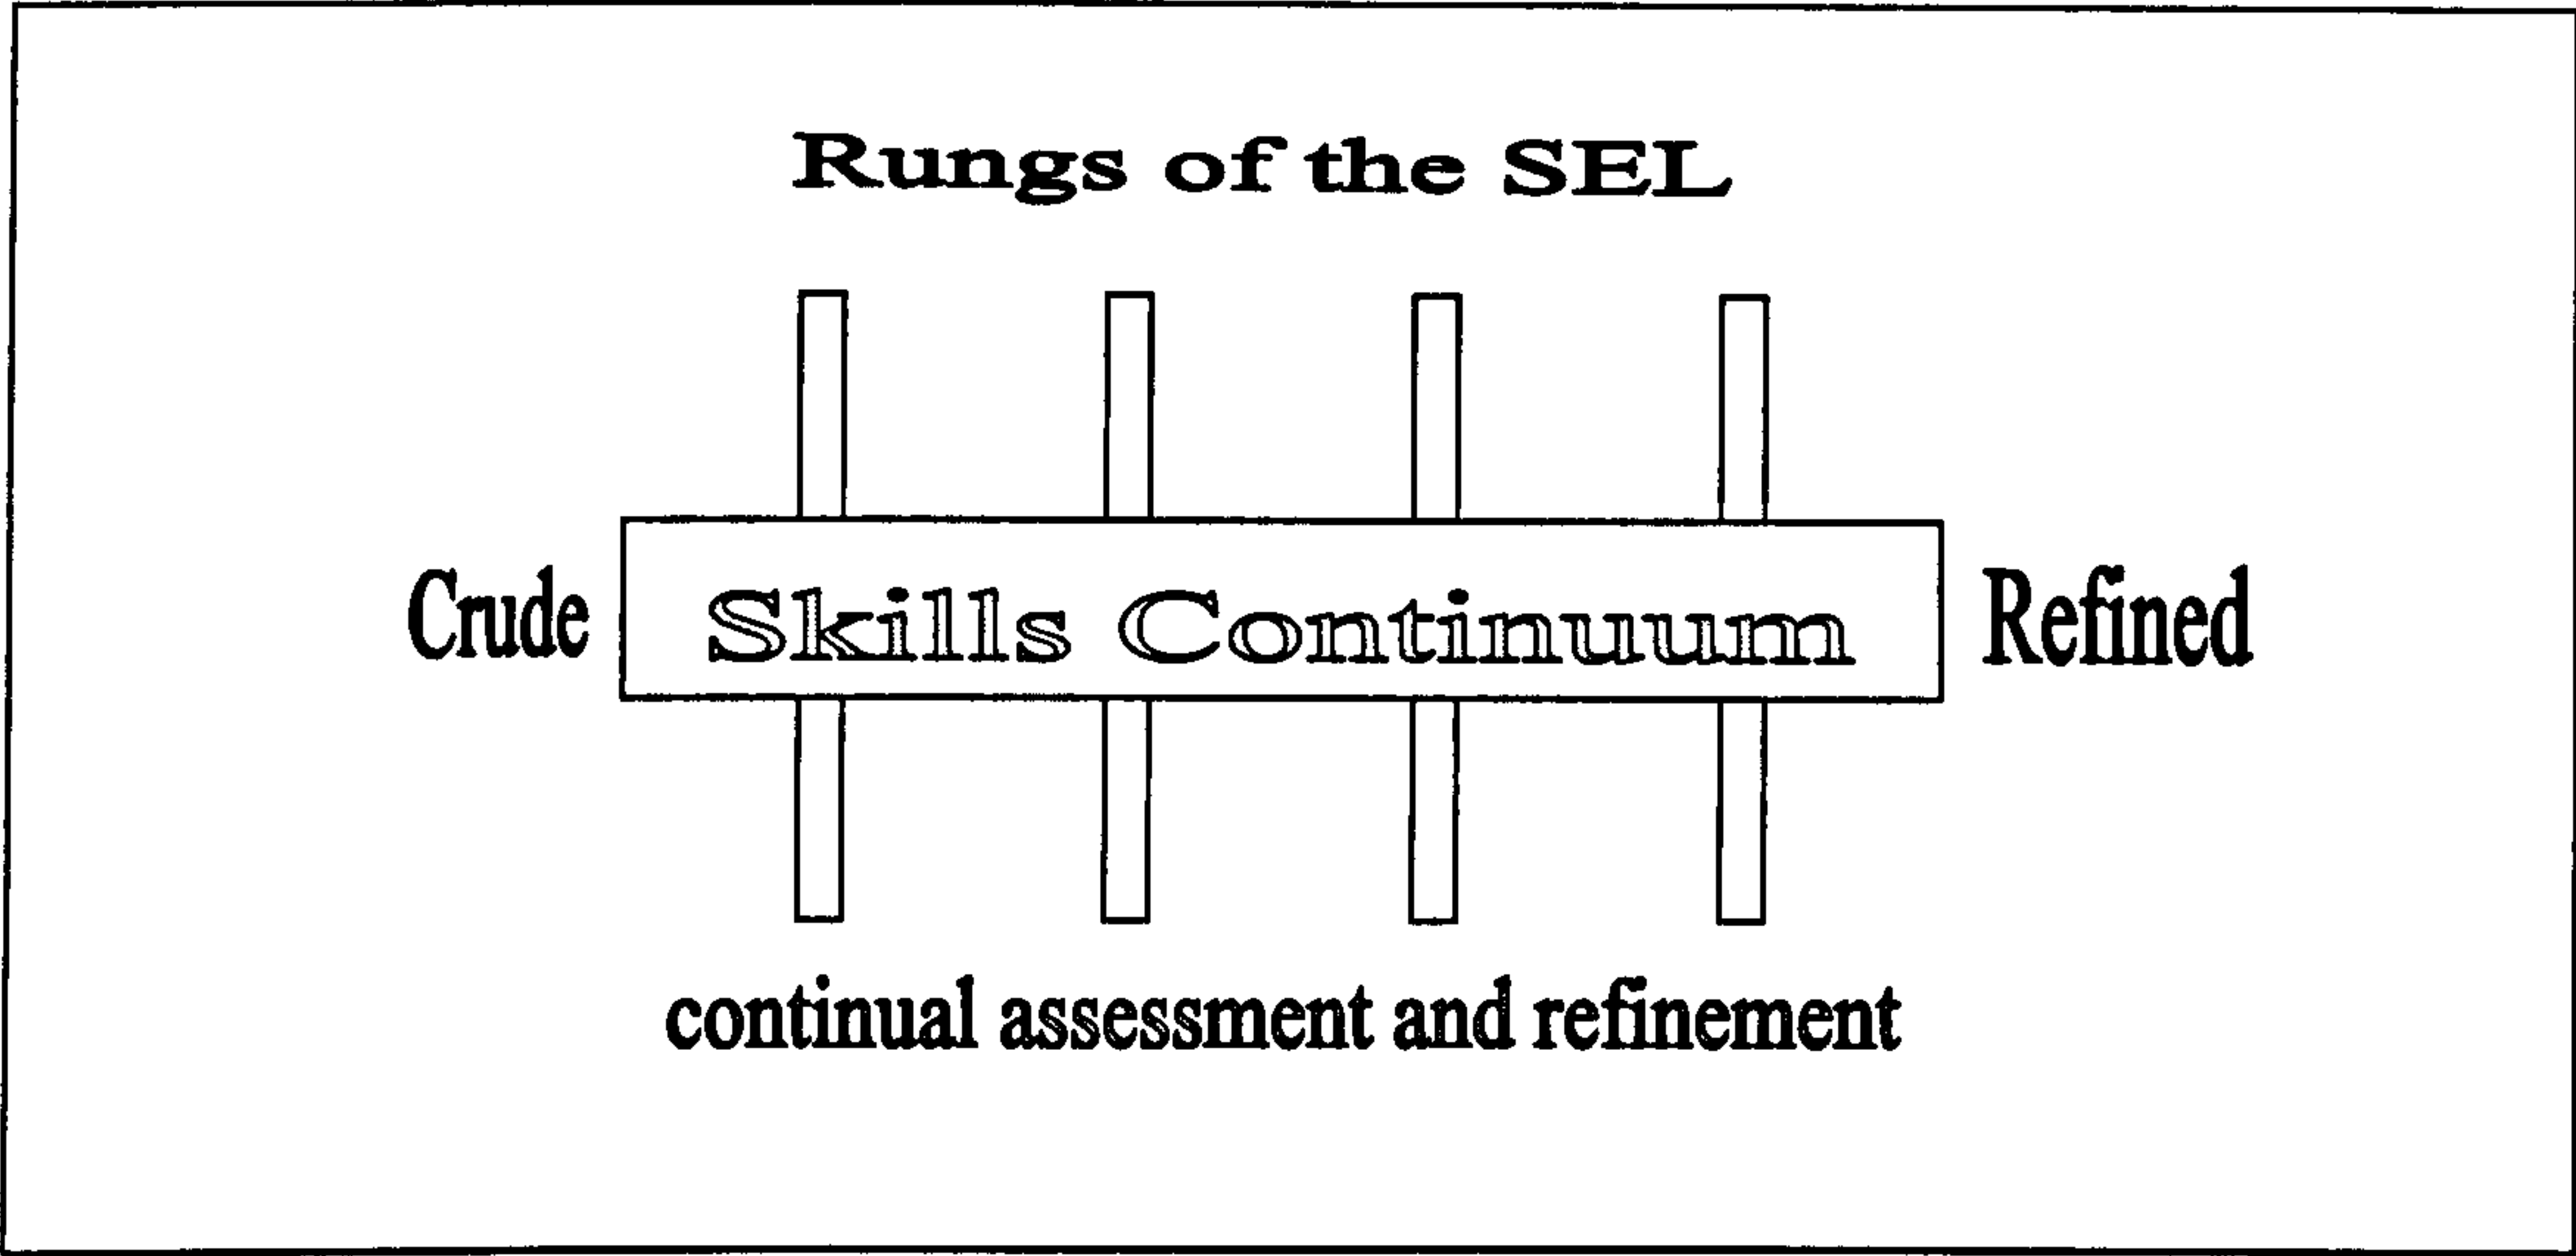 Rungs of the SEL
Crude
Skills Continuum
Refined
continual assessment and refinement